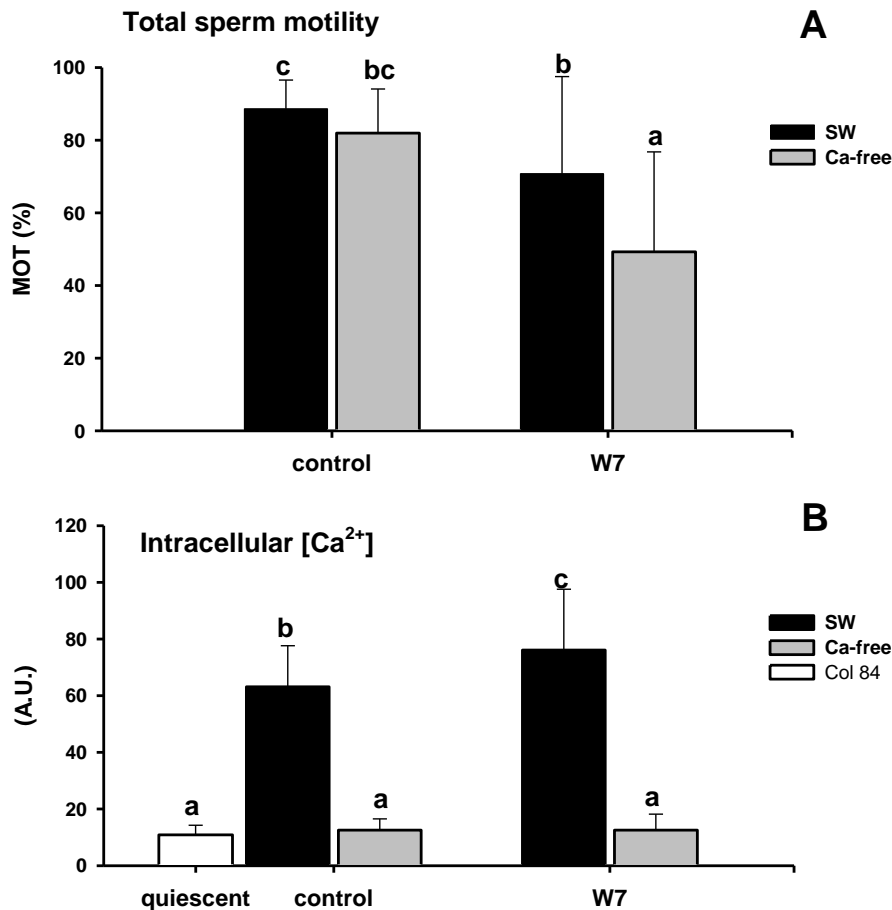 Total sperm motility
A
100
80
60
40
20
0
MOT (%)
c
bc
b
a
SW
Ca-free
control
W7
B
Intracellular [Ca²⁺]
120
100
80
60
40
20
0
(A.U.)
a
b
a
c
a
SW
Ca-free
Col 84
quiescent
control
W7